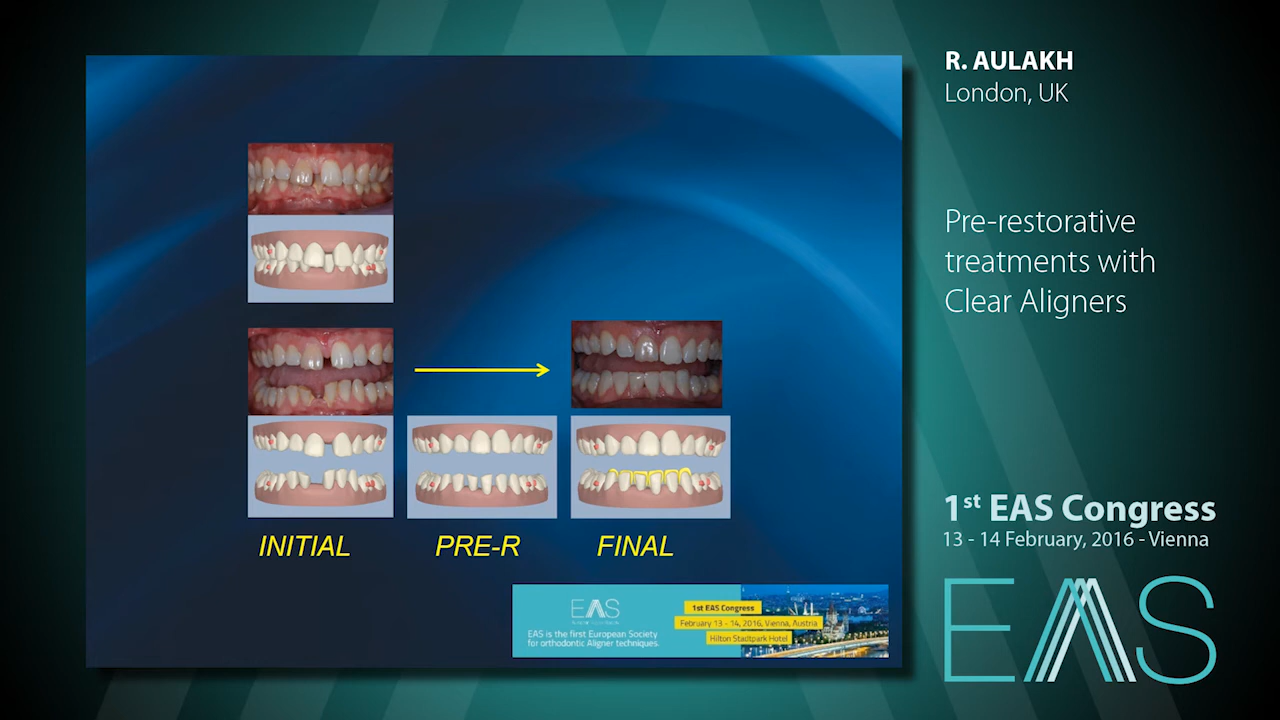 R. AULAKH
London, UK
Pre-restorative
treatments with
Clear Aligners
INITIAL
PRE-R
FINAL
EAS
EAS is the first European Society
for orthodontic Aligner techniques.
1st EAS Congress
February 13 - 14, 2016, Vienna, Austria
Hilton Stadtpark Hotel
1st EAS Congress
13 - 14 February, 2016 - Vienna
EAS